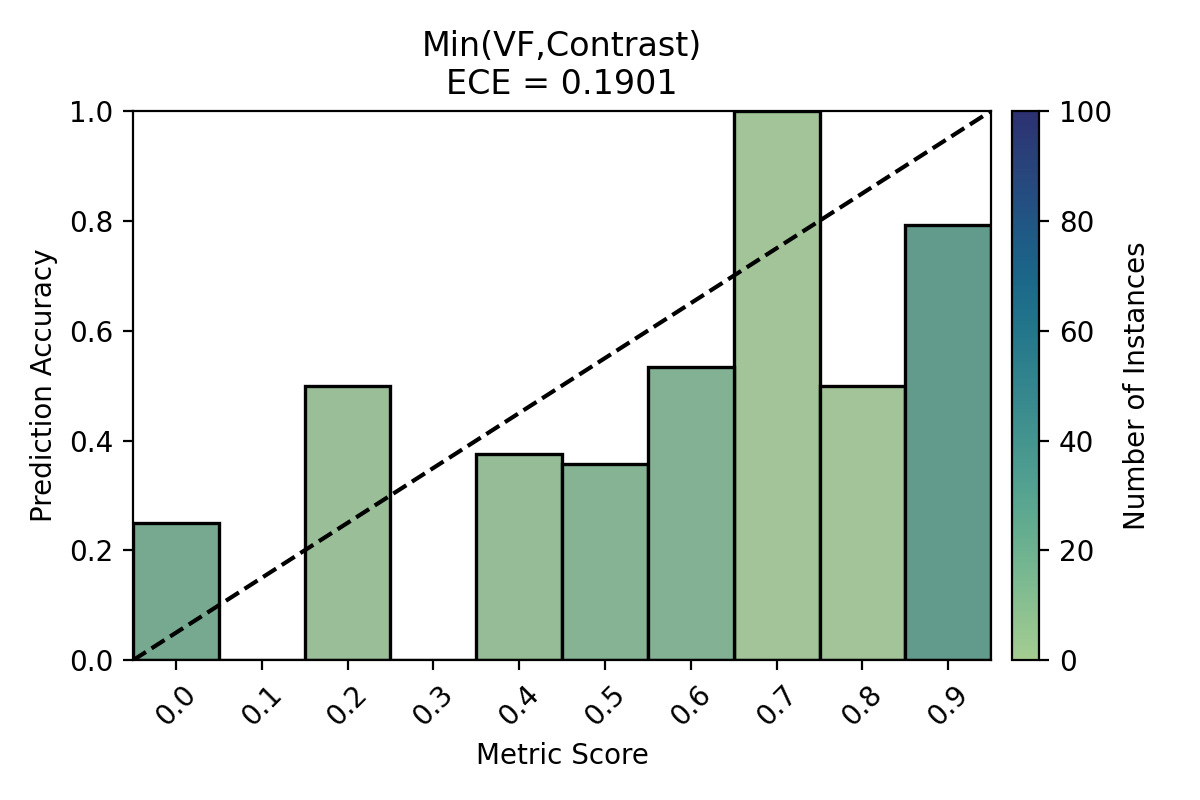 Min(VF,Contrast)
ECE = 0.1901
Prediction Accuracy
1.0
0.8
0.6
0.4
0.2
0.0
0.0 0.1 0.2 0.3 0.4 0.5 0.6 0.7 0.8 0.9
Metric Score
100
80
60
40
20
0
Number of Instances